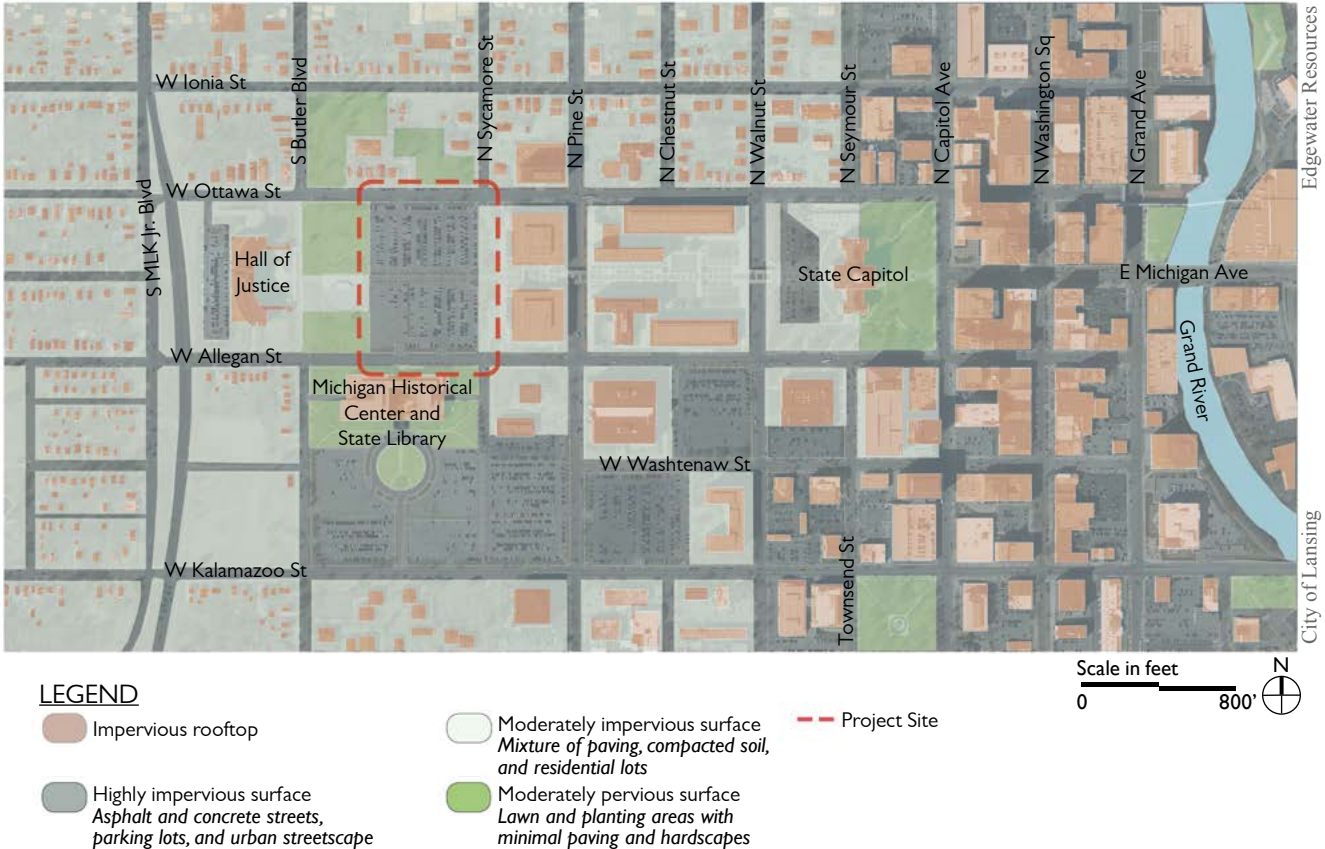 W Ionia St
S Butler Blvd
N Sycamore St
N Pine St
N Chestnut St
N Walnut St
N Seymour St
N Capitol Ave
N Washington Sq
N Grand Ave
Edgewater Resources
W Ottawa St
S MLK Jr. Blvd
Hall of
Justice
State Capitol
E Michigan Ave
W Allegan St
Grand River
Michigan Historical
Center and
State Library
W Washtenaw St
W Kalamazoo St
Townsend St
City of Lansing
Scale in feet
0
800'
N
LEGEND
Impervious rooftop
Highly impervious surface
Asphalt and concrete streets,
parking lots, and urban streetscape
Moderately impervious surface
Mixture of paving, compacted soil,
and residential lots
Moderately pervious surface
Lawn and planting areas with
minimal paving and hardscapes
Project Site